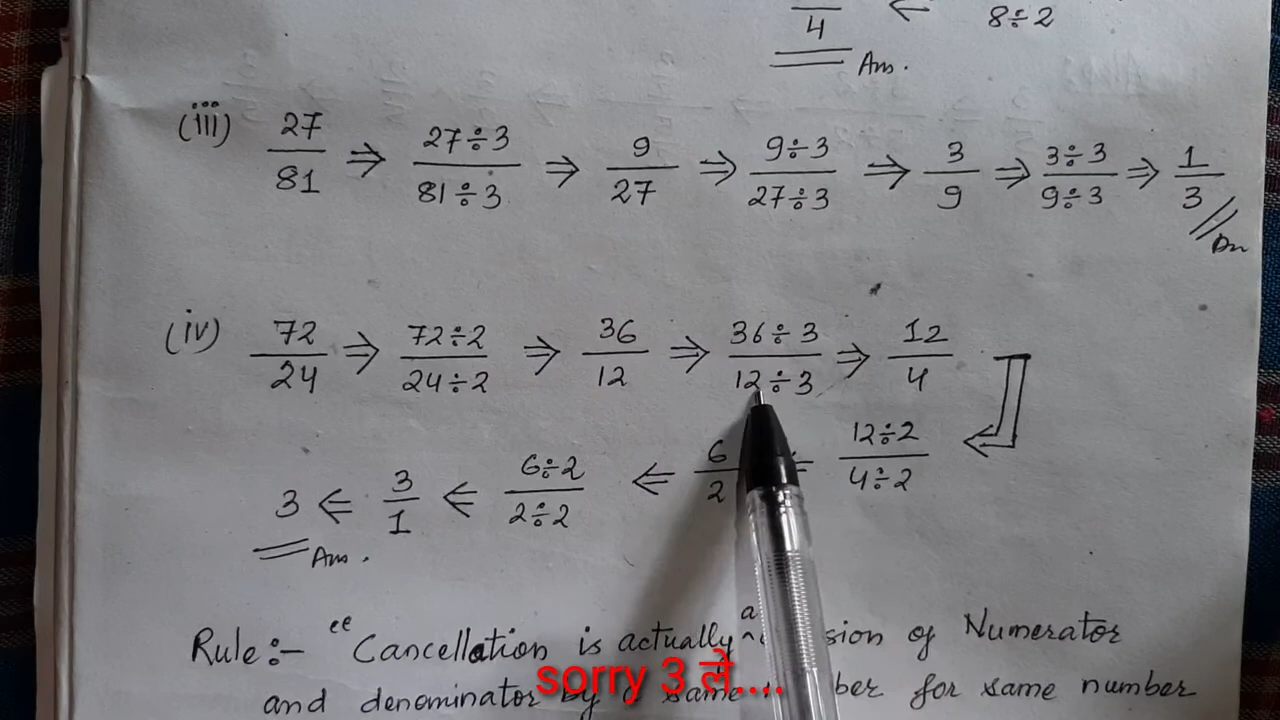 4 ⇐ 8÷2
Ans.
(iii) 27/81 ⇒ 27÷3/81÷3 ⇒ 9/27 ⇒ 9÷3/27÷3 ⇒ 3/9 ⇒ 3÷3/9÷3 ⇒ 1/3
(iv) 72/24 ⇒ 72÷2/24÷2 ⇒ 36/12 ⇒ 36÷3/12÷3 ⇒ 12/4
3 ⇐ 3/1 ⇐ 6÷2/2÷2 ⇐ 6/2 12÷2/4÷2 ⇐
Ans.
Rule:- “Cancellation is actually a sion of Numerator
and denominator by a same ber for same number
sorry 3 ले....